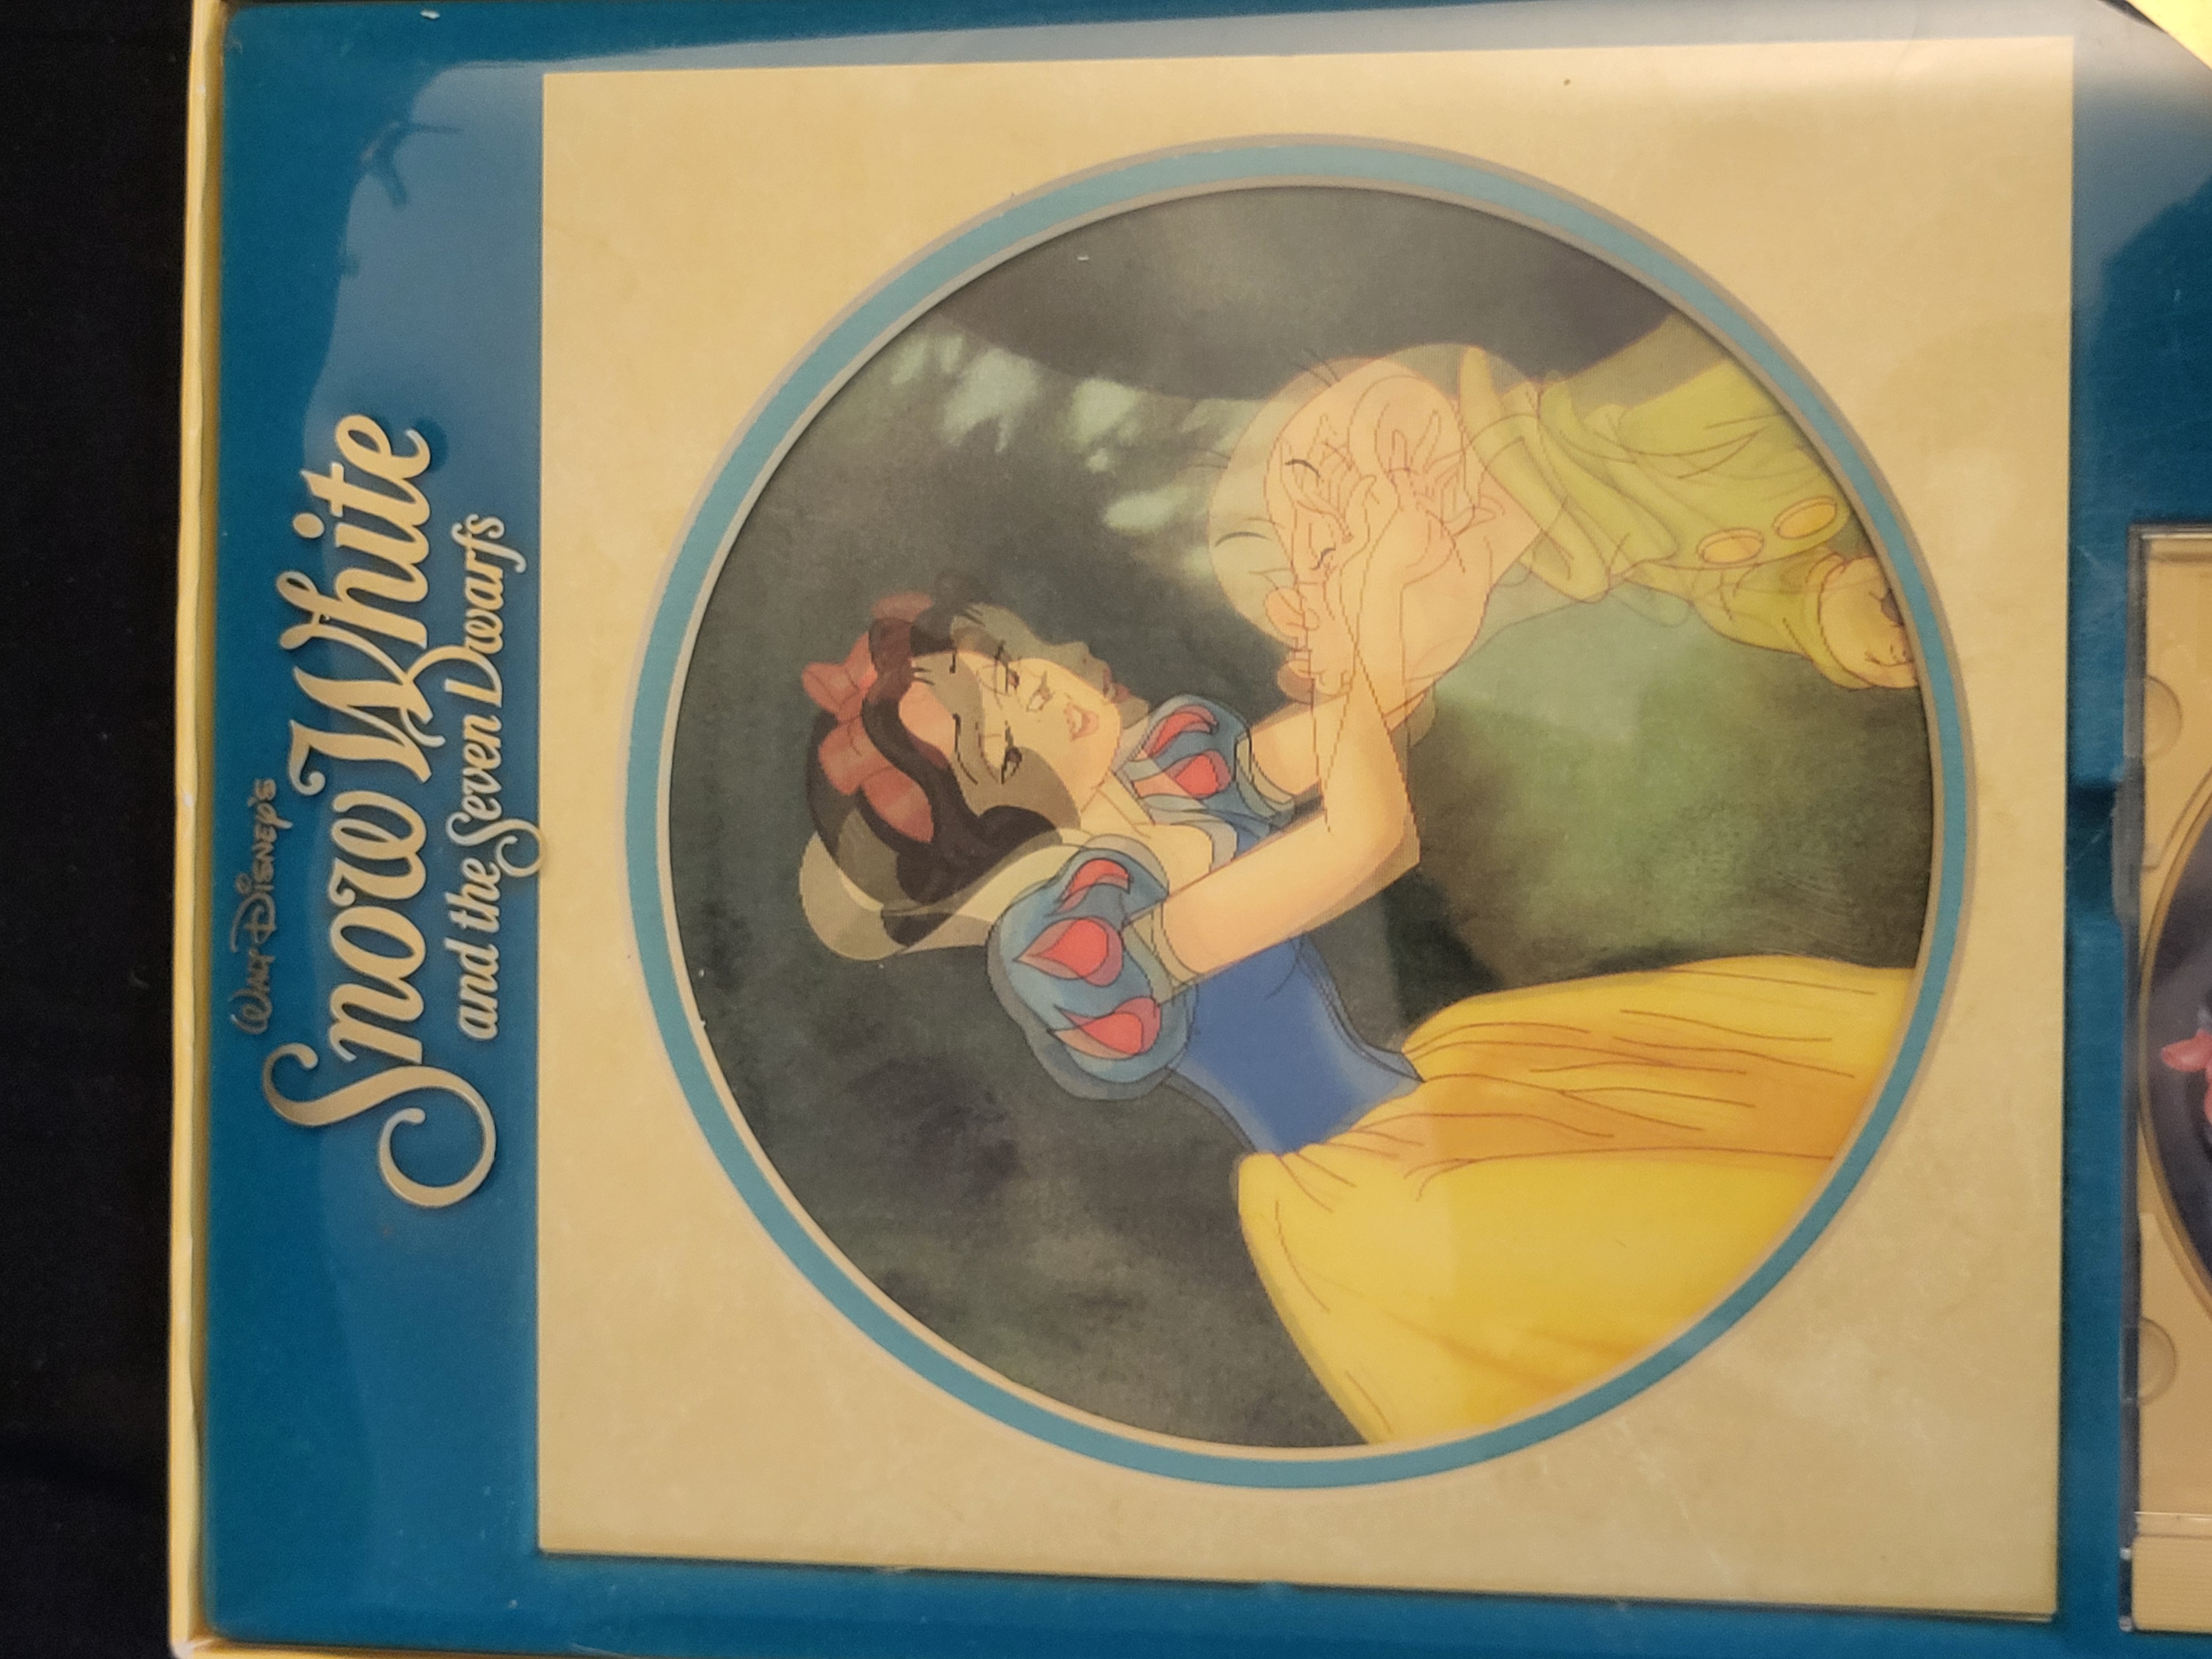 Walt Disney's
Snow White
and the Seven Dwarfs